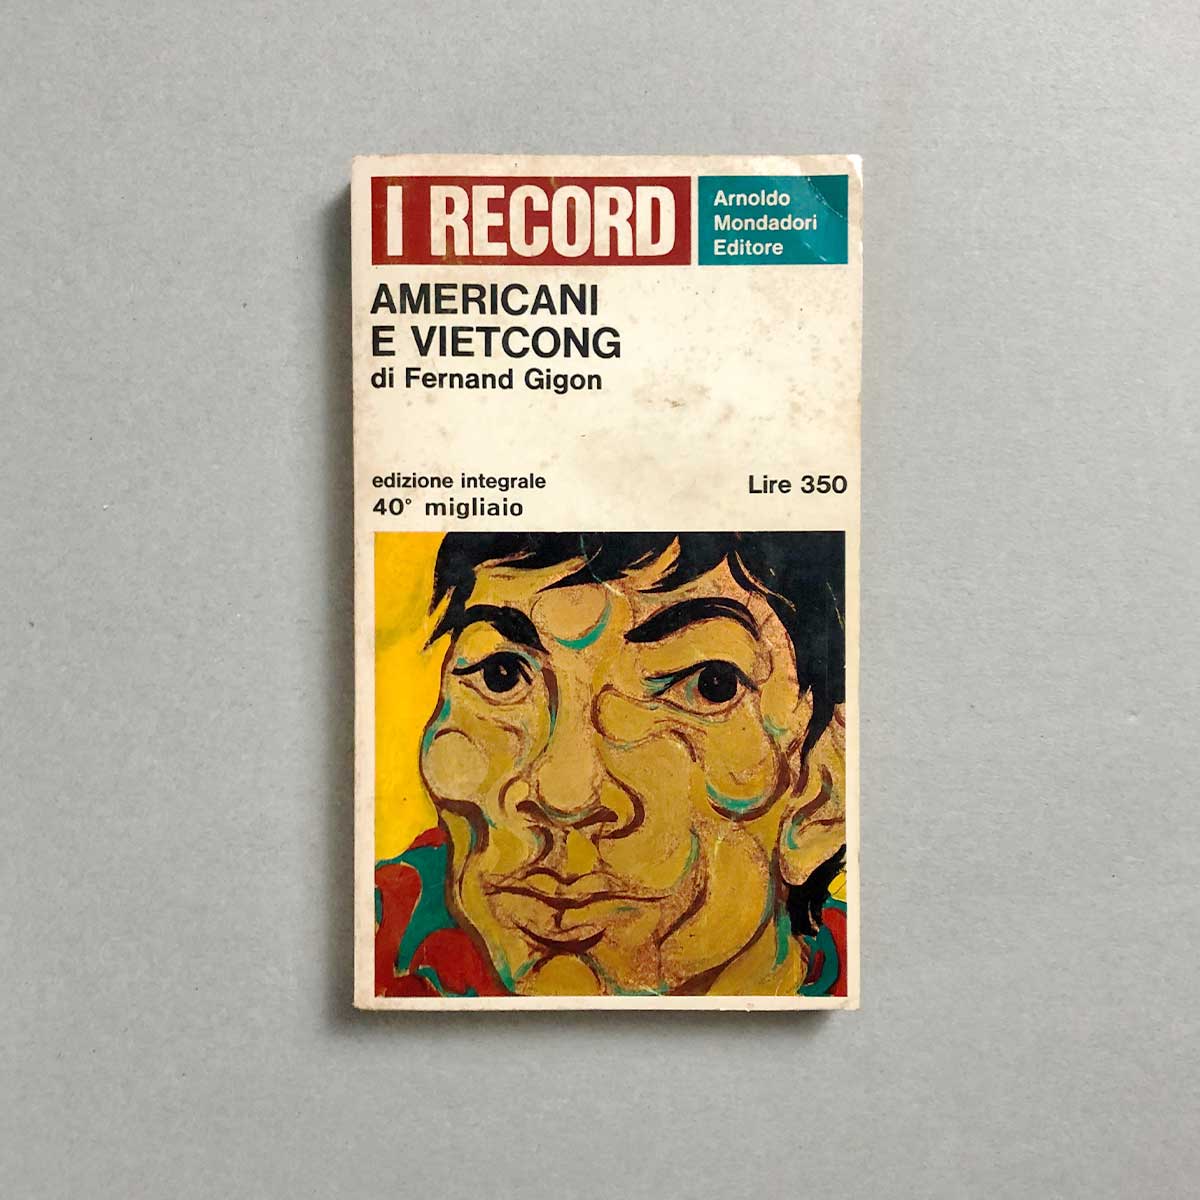 I RECORD
Arnoldo
Mondadori
Editore
AMERICANI
E VIETCONG
di Fernand Gigon
edizione integrale
40° migliaio
Lire 350